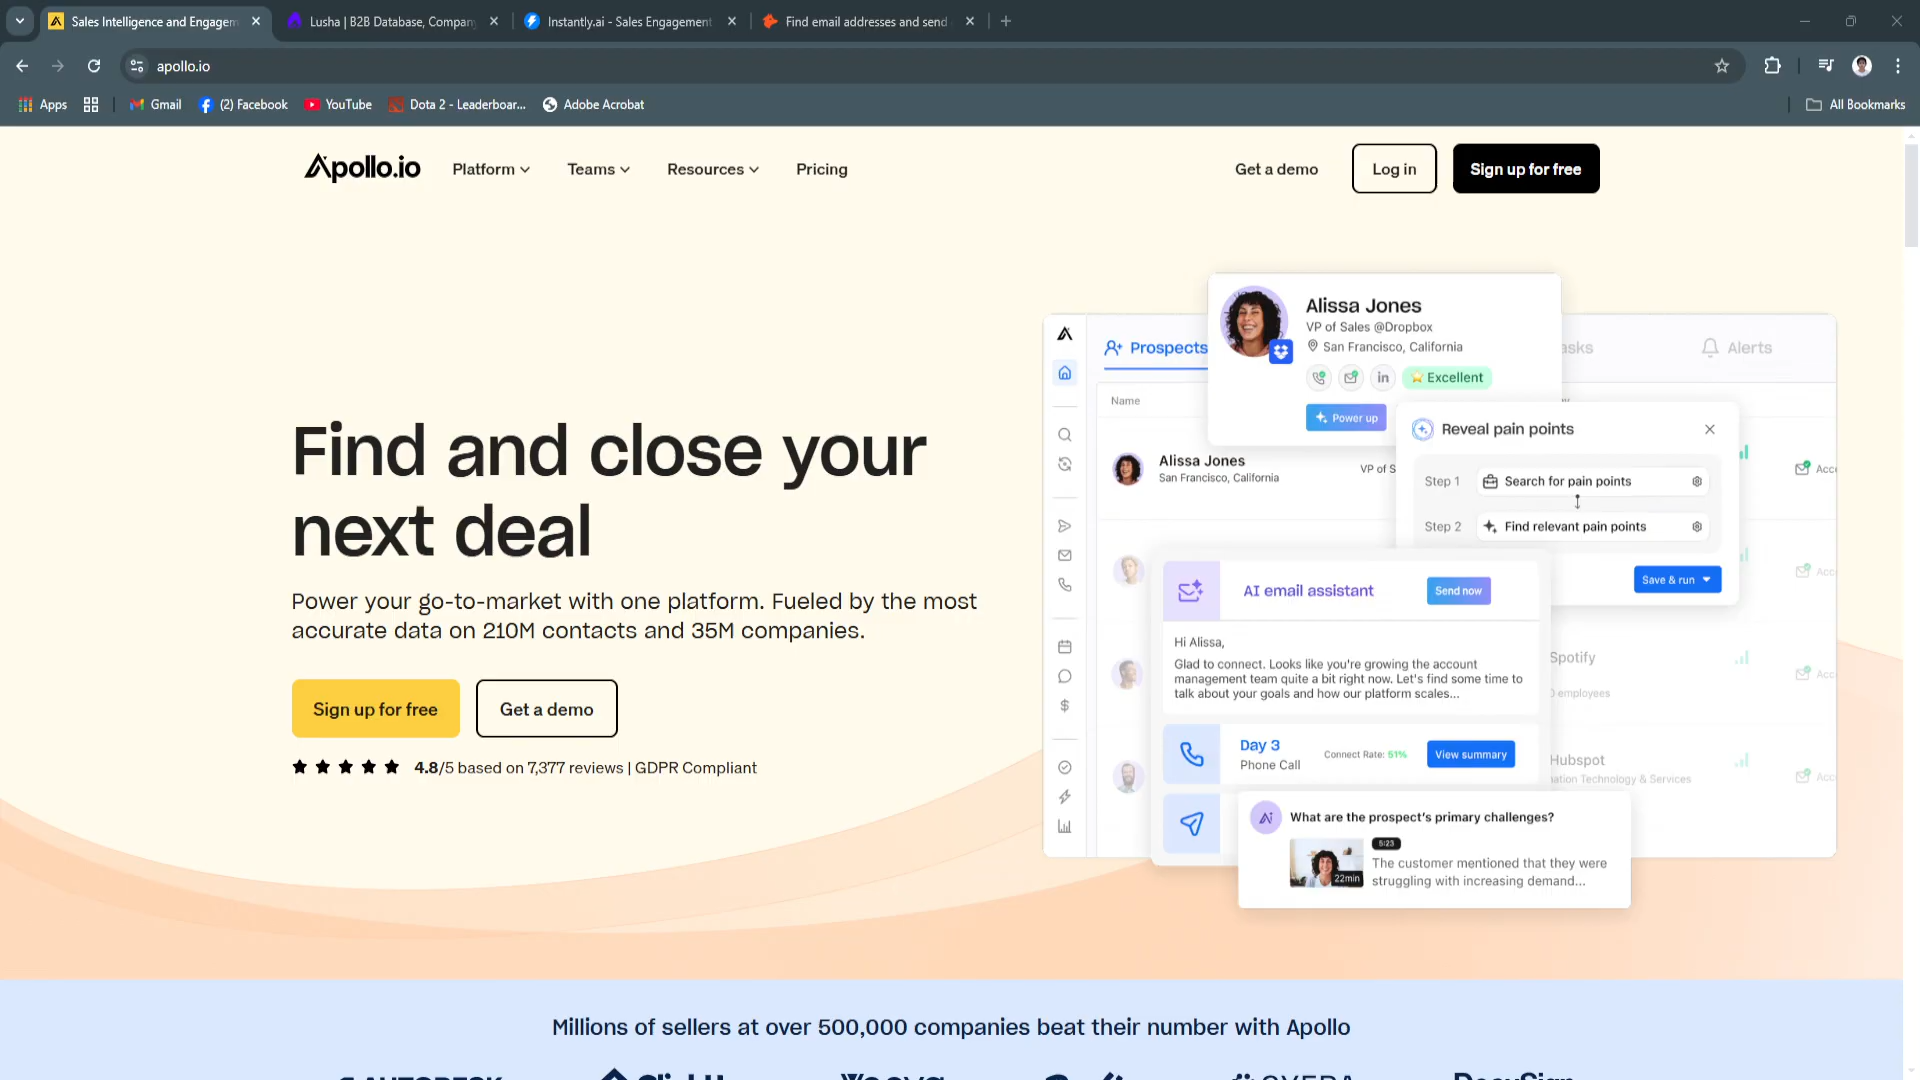 Sales Intelligence and Engagem
Lusha | B2B Database, Company
Instantly.ai - Sales Engagement
Find email addresses and send
apollo.io
Apps
Gmail
(2) Facebook
YouTube
Dota 2 - Leaderboar...
Adobe Acrobat
All Bookmarks
Apollo.io
Platform
Teams
Resources
Pricing
Get a demo
Log in
Sign up for free
Find and close your
next deal
Power your go-to-market with one platform. Fueled by the most
accurate data on 210M contacts and 35M companies.
Sign up for free
Get a demo
4.8/5 based on 7,377 reviews | GDPR Compliant
Prospects
Alerts
Name
Alissa Jones
VP of Sales @Dropbox
San Francisco, California
in
Excellent
Power up
Alissa Jones
San Francisco, California
VP of S
Reveal pain points
Step 1
Search for pain points
Step 2
Find relevant pain points
Save & run
AI email assistant
Send now
Hi Alissa,
Glad to connect. Looks like you're growing the account
management team quite a bit right now. Let's find some time to
talk about your goals and how our platform scales...
Spotify
employees
Day 3
Phone Call
Connect Rate: 51%
View summary
Hubspot
ation Technology & Services
What are the prospect's primary challenges?
5:23
22min
The customer mentioned that they were
struggling with increasing demand...
Millions of sellers at over 500,000 companies beat their number with Apollo
AUTODESK
DocuSign